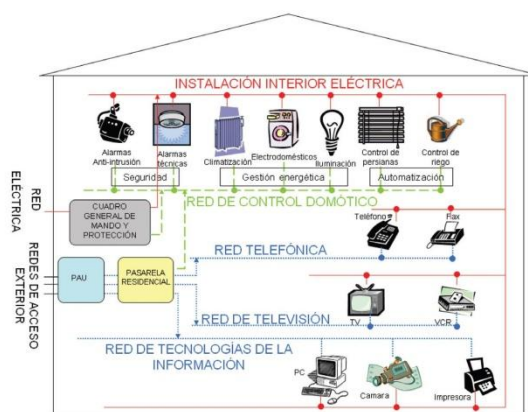 INSTALACIÓN INTERIOR ELÉCTRICA
Alarmas
Anti-intrusión
Alarmas
técnicas
Climatización
Electrodomésticos
Iluminación
Control de
persianas
Control de
riego
Seguridad
Gestión energética
Automatización
RED DE CONTROL DOMÓTICO
RED
ELÉCTRICA
CUADRO
GENERAL DE
MANDO Y
PROTECCIÓN
Teléfono
Fax
REDES DE ACCESO
EXTERIOR
PAU
PASARELA
RESIDENCIAL
RED TELEFÓNICA
TV
VCR
RED DE TELEVISIÓN
RED DE TECNOLOGÍAS DE LA
INFORMACIÓN
PC
Camara
Impresora